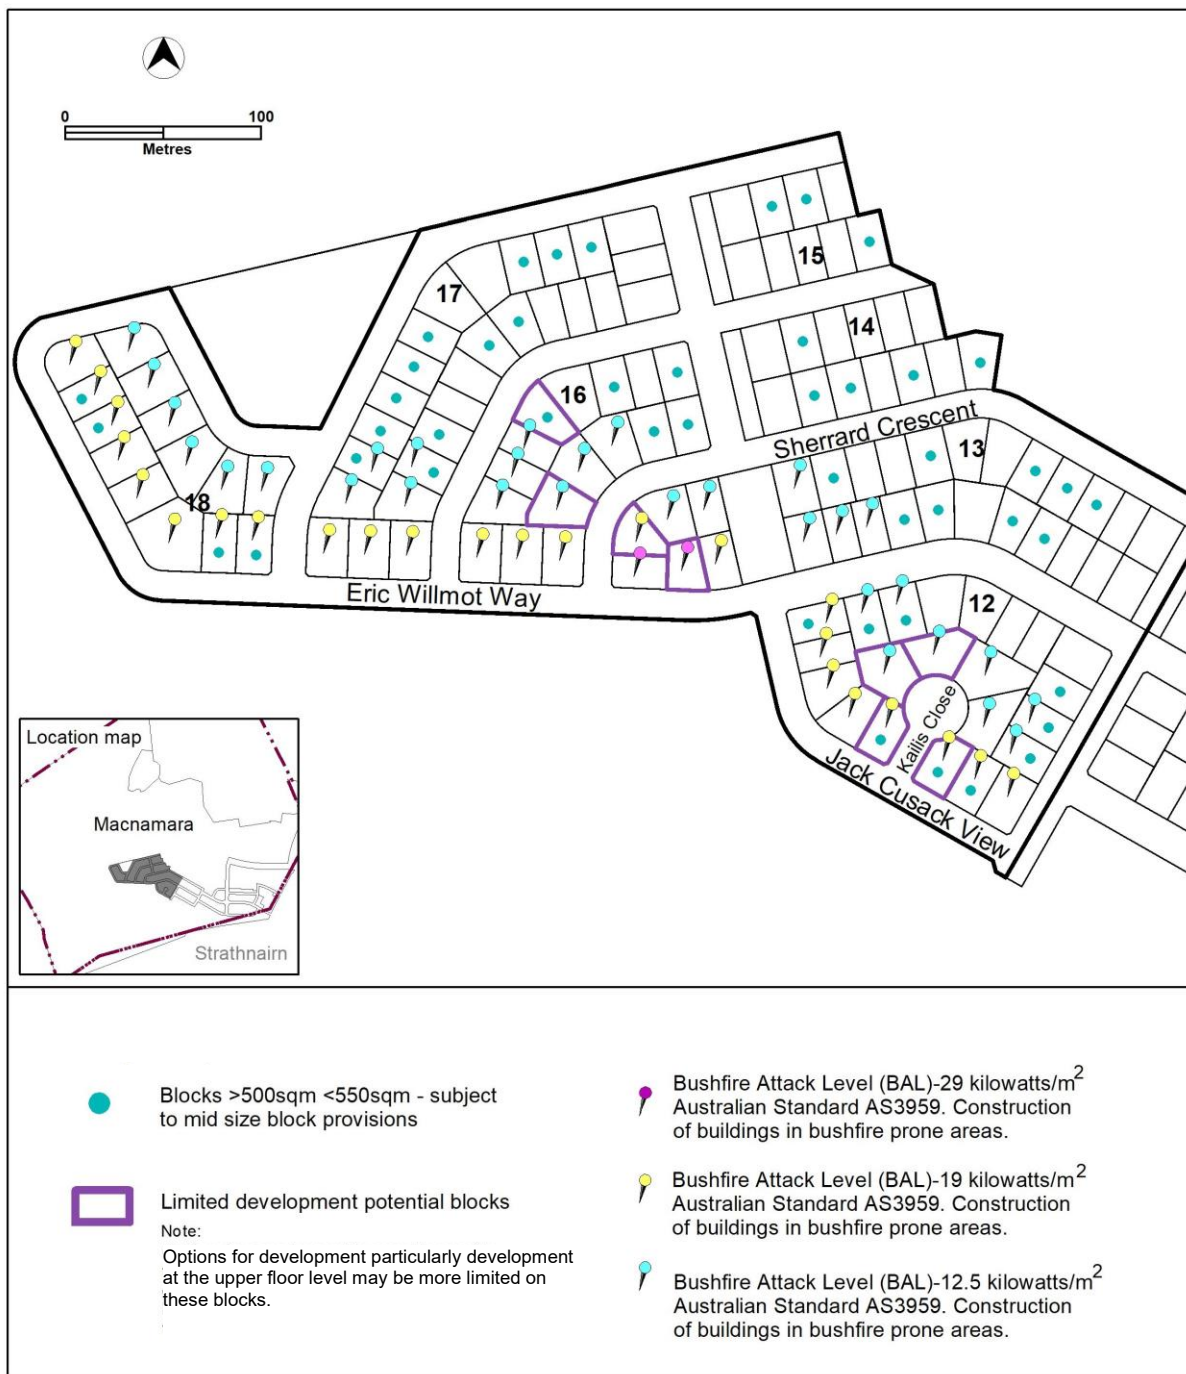 0 100
Metres
15
17
14
16
Sherrard Crescent
13
18
Eric Willmot Way
12
Kailis Close
Jack Cusack View
Location map
Macnamara
Strathnairn
Blocks >500sqm <550sqm - subject
to mid size block provisions
Limited development potential blocks
Note:
Options for development particularly development
at the upper floor level may be more limited on
these blocks.
Bushfire Attack Level (BAL)-29 kilowatts/m²
Australian Standard AS3959. Construction
of buildings in bushfire prone areas.
Bushfire Attack Level (BAL)-19 kilowatts/m²
Australian Standard AS3959. Construction
of buildings in bushfire prone areas.
Bushfire Attack Level (BAL)-12.5 kilowatts/m²
Australian Standard AS3959. Construction
of buildings in bushfire prone areas.